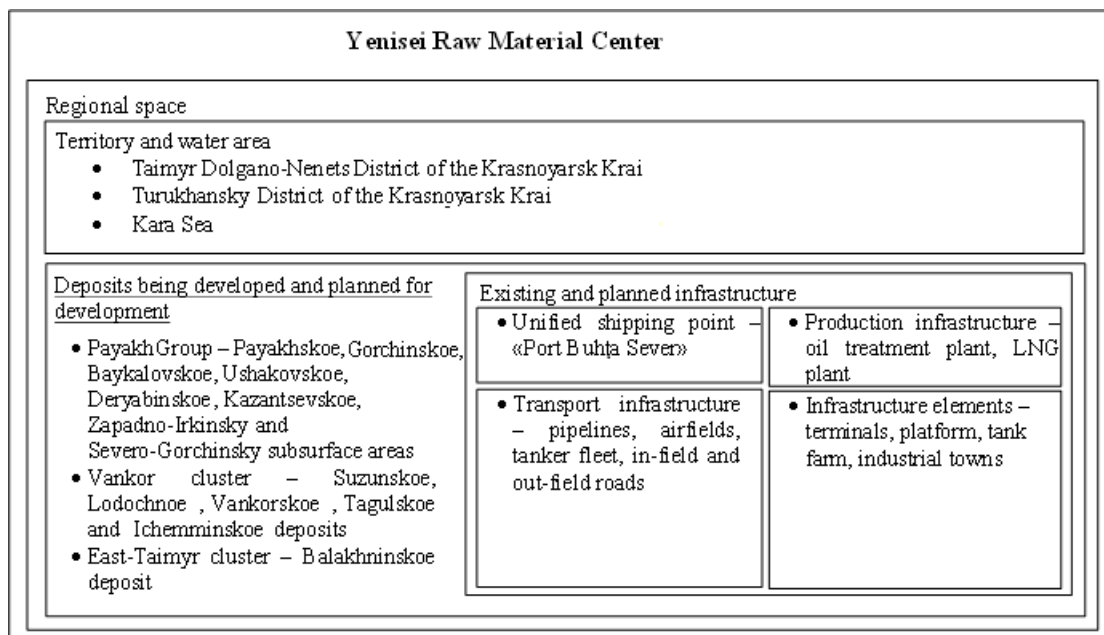 Yenisei Raw Material Center
Regional space
Territory and water area
• Taimyr Dolgano-Nenets District of the Krasnoyarsk Krai
• Turukhansky District of the Krasnoyarsk Krai
• Kara Sea
Deposits being developed and planned for
development
• Payakh Group – Payakhskoe, Gorchinskoe,
Baykalovskoe, Ushakovskoe,
Deryabinskoe, Kazantsevskoe,
Zapadno-Irkinsky and
Severo-Gorchinsky subsurface areas
• Vankor cluster – Suzunskoe,
Lodochnoe , Vankorskoe , Tagulskoe
and Ichemminskoe deposits
• East-Taimyr cluster – Balakhninskoe
deposit
Existing and planned infrastructure
• Unified shipping point –
«Port Buhta Sever»
• Production infrastructure –
oil treatment plant, LNG
plant
• Transport infrastructure
– pipelines, airfields,
tanker fleet, in-field and
out-field roads
• Infrastructure elements –
terminals, platform, tank
farm, industrial towns